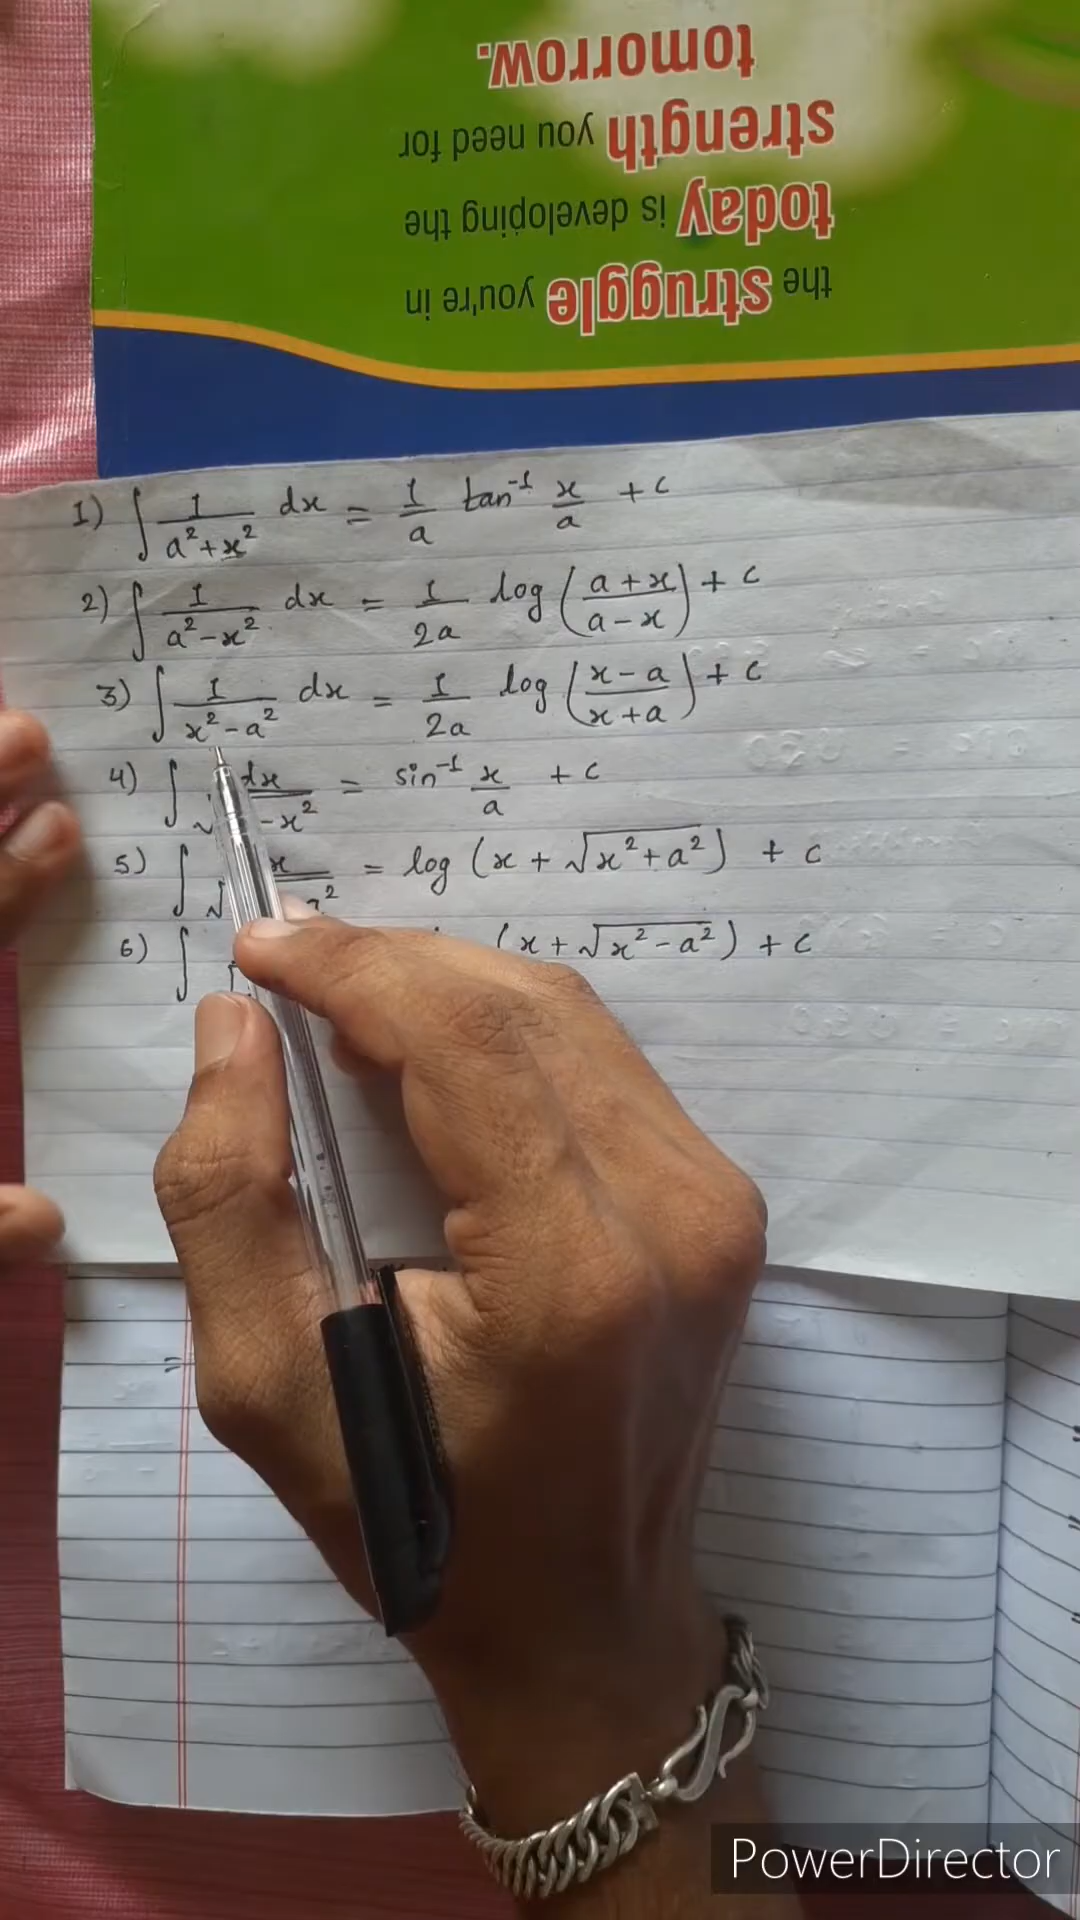 the struggle you're in
today is developing the
strength you need for
tomorrow.
1) ∫ 1/(a²+x²) dx = 1/a tan⁻¹ x/a + c
2) ∫ 1/(a²-x²) dx = 1/2a log((a+x)/(a-x)) + c
3) ∫ 1/(x²-a²) dx = 1/2a log((x-a)/(x+a)) + c
4) ∫ dx/√ -x² = sin⁻¹ x/a + c
5) ∫ x/√ a² = log (x + √(x²+a²)) + c
6) ∫ (x + √(x²-a²)) + c
PowerDirector